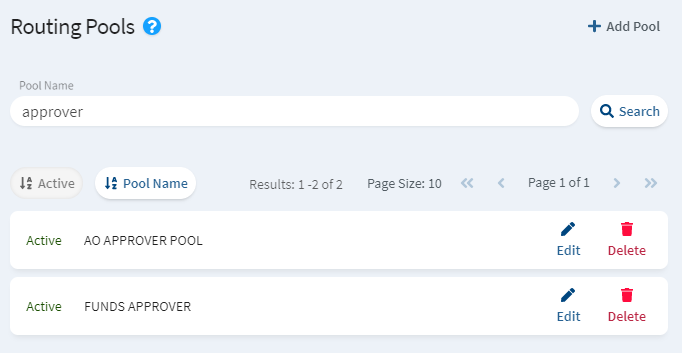 Routing Pools ?
Add Pool
Pool Name
approver
Search
Active
Pool Name
Results: 1 -2 of 2
Page Size: 10
Page 1 of 1
Active AO APPROVER POOL
Edit
Delete
Active FUNDS APPROVER
Edit
Delete